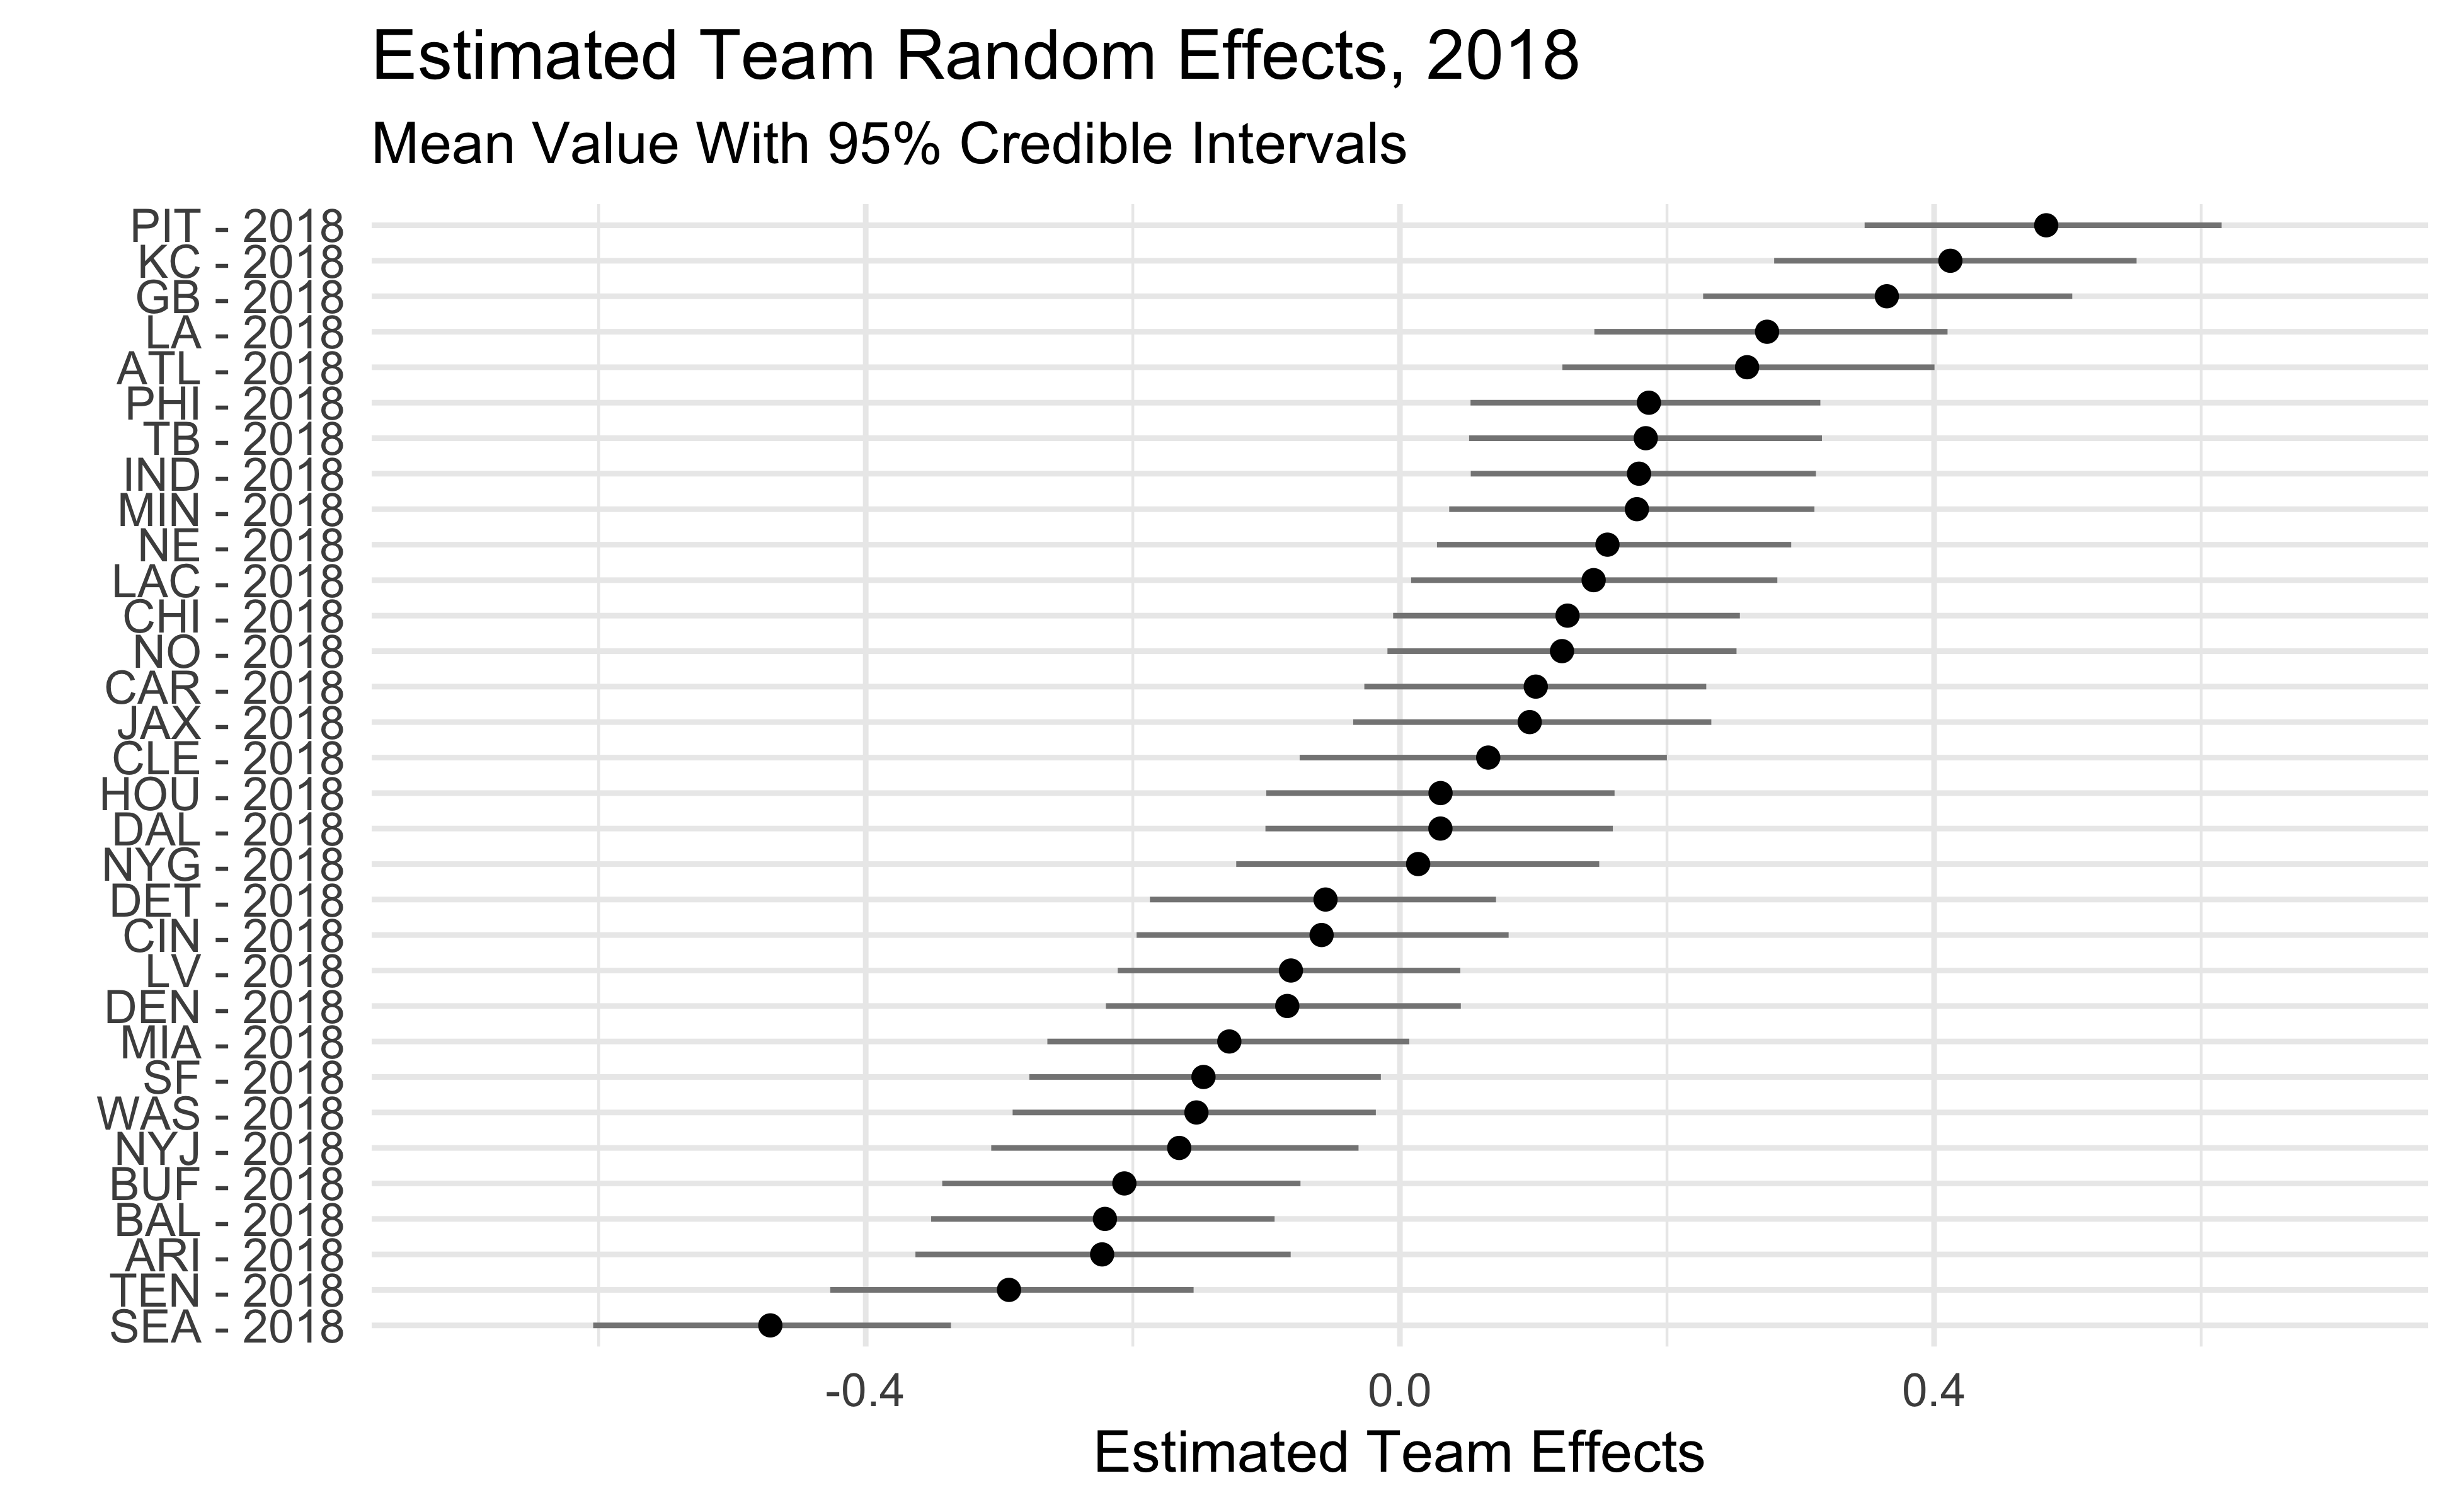 Estimated Team Random Effects, 2018
Mean Value With 95% Credible Intervals
PIT - 2018
KC - 2018
GB - 2018
LA - 2018
ATL - 2018
PHI - 2018
TB - 2018
IND - 2018
MIN - 2018
NE - 2018
LAC - 2018
CHI - 2018
NO - 2018
CAR - 2018
JAX - 2018
CLE - 2018
HOU - 2018
DAL - 2018
NYG - 2018
DET - 2018
CIN - 2018
LV - 2018
DEN - 2018
MIA - 2018
SF - 2018
WAS - 2018
NYJ - 2018
BUF - 2018
BAL - 2018
ARI - 2018
TEN - 2018
SEA - 2018
-0.4 0.0 0.4
Estimated Team Effects